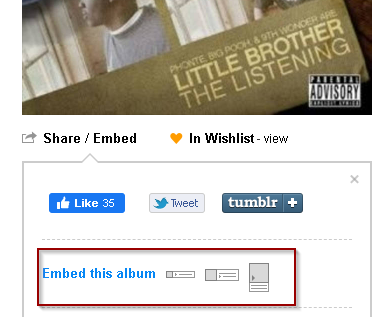 PHONTE, BIG POOH, & 9TH WONDER ARE
LITTLE BROTHER
THE LISTENING
PARENTAL
ADVISORY
EXPLICIT LYRICS
Share / Embed
In Wishlist - view
×
Like 35
Tweet
tumblr +
Embed this album